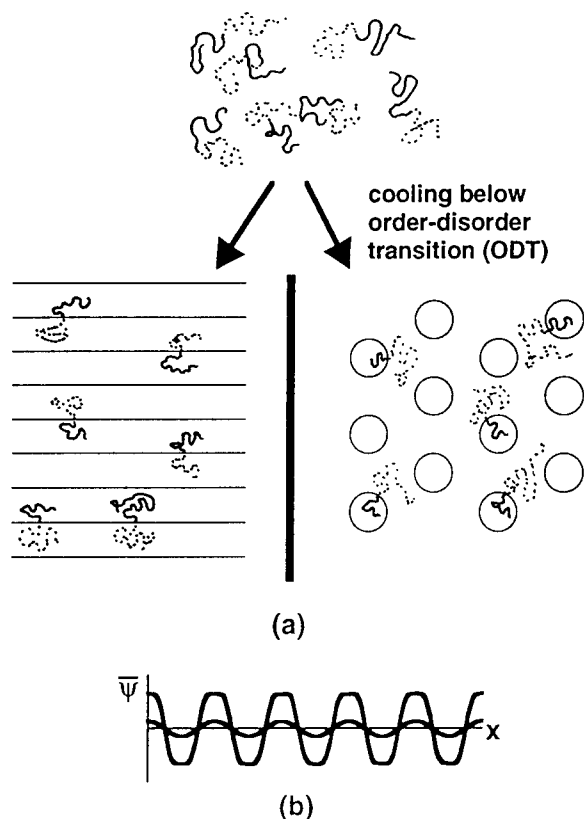 cooling below
order-disorder
transition (ODT)
(a)
ψ̅
x
(b)